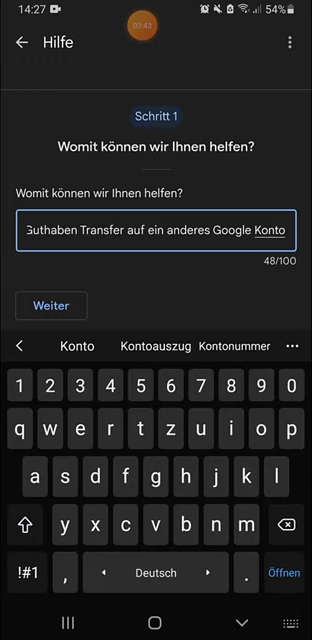 14:27 54%
03:43
Hilfe
Schritt 1
Womit können wir Ihnen helfen?
Womit können wir Ihnen helfen?
Guthaben Transfer auf ein anderes Google Konto
48/100
Weiter
Konto Kontoauszug Kontonummer
1 2 3 4 5 6 7 8 9 0
q w e r t z u i o p
a s d f g h j k l
y x c v b n m
!#1 , Deutsch . Öffnen